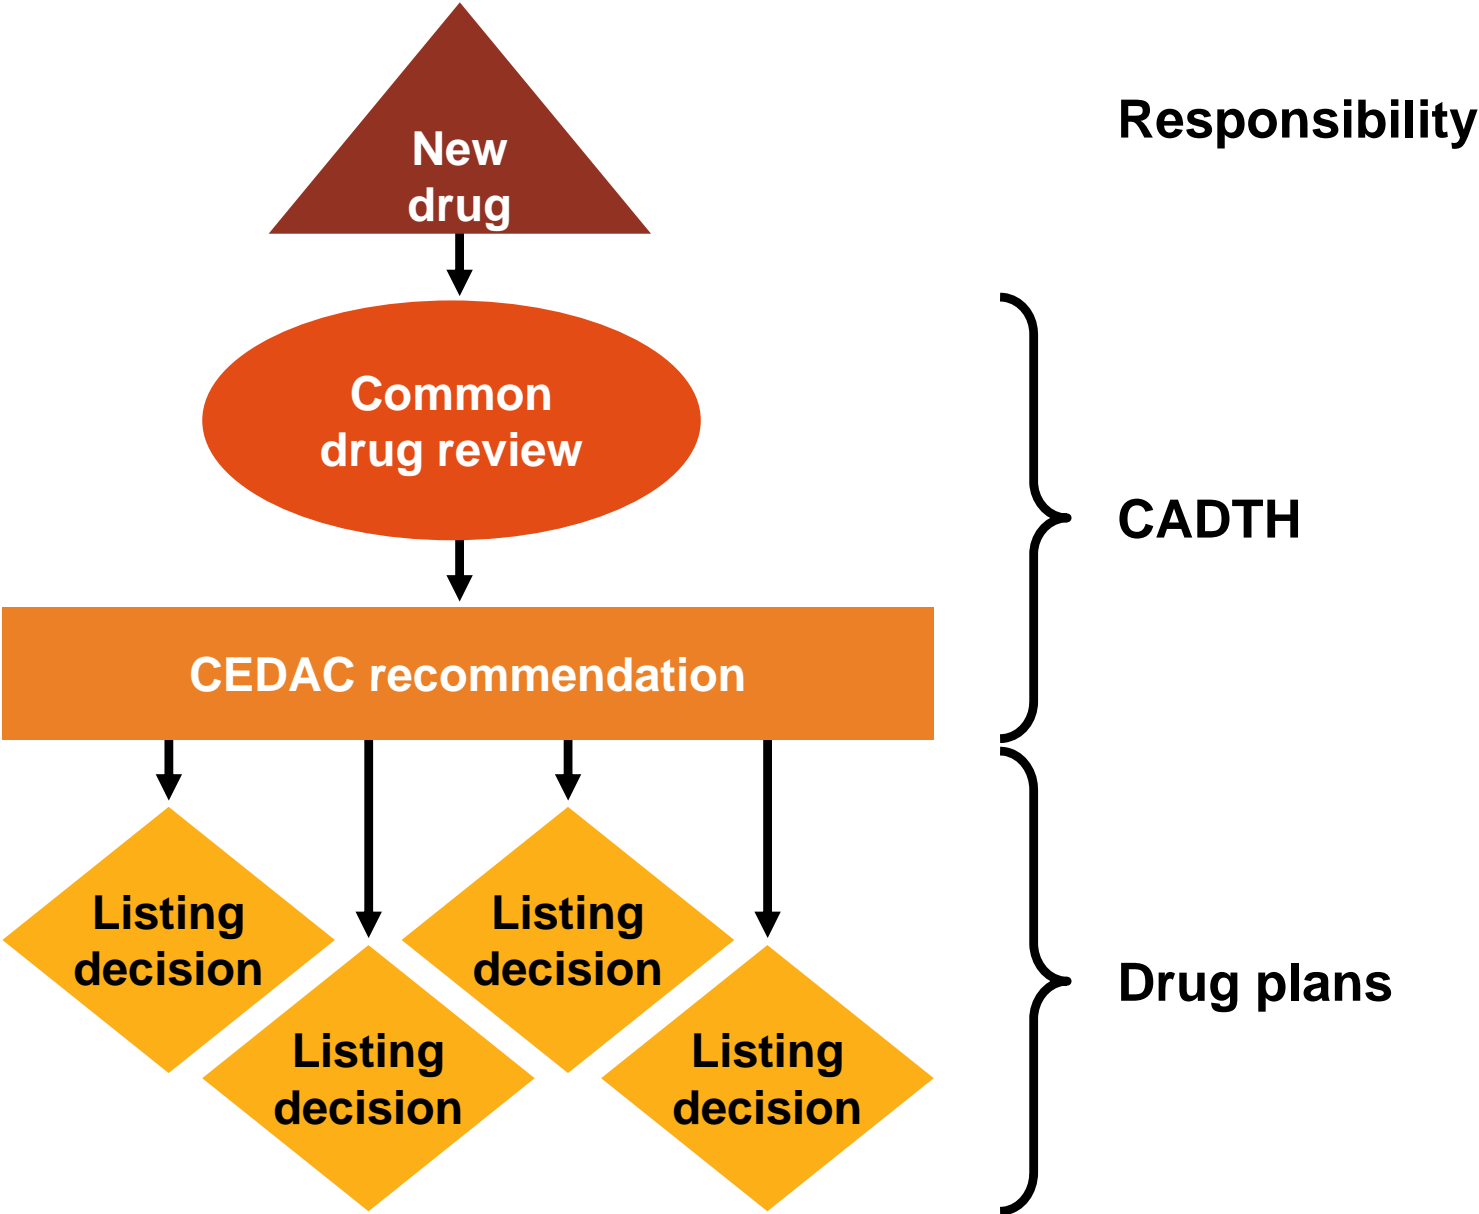 New
drug
Responsibility
Common
drug review
CADTH
CEDAC recommendation
Listing
decision
Listing
decision
Listing
decision
Listing
decision
Drug plans